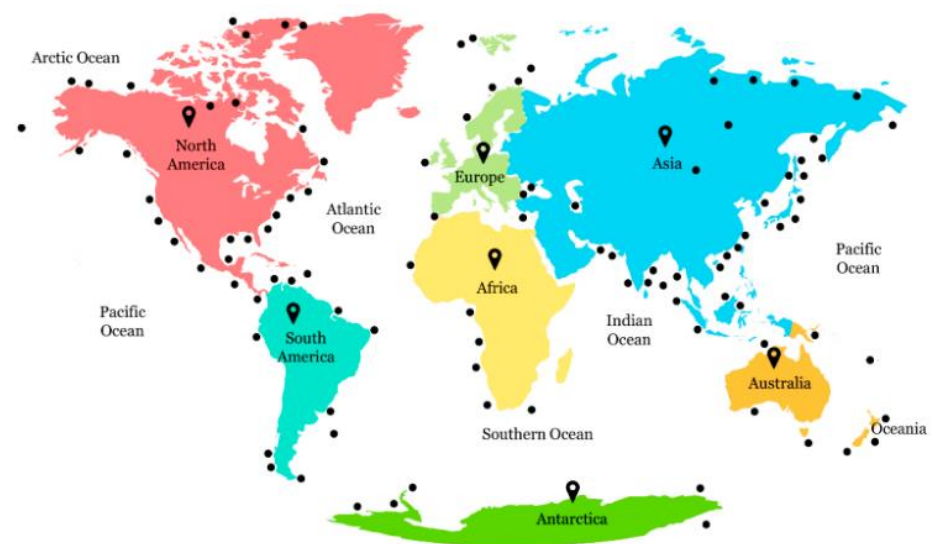 Arctic Ocean
North
America
Asia
Europe
Atlantic
Ocean
Pacific
Ocean
Africa
Pacific
Ocean
Indian
Ocean
South
America
Australia
Oceania
Southern Ocean
Antarctica